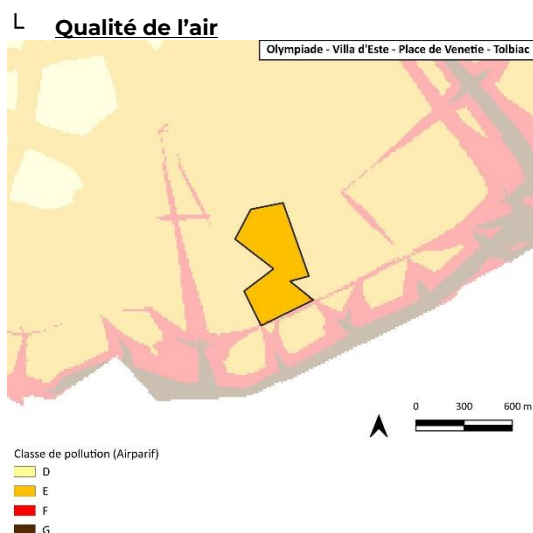 L
Qualité de l'air
Olympiade - Villa d'Este - Place de Venetie - Tolbiac
0 300 600 m
Classe de pollution (Airparif)
D
E
F
G